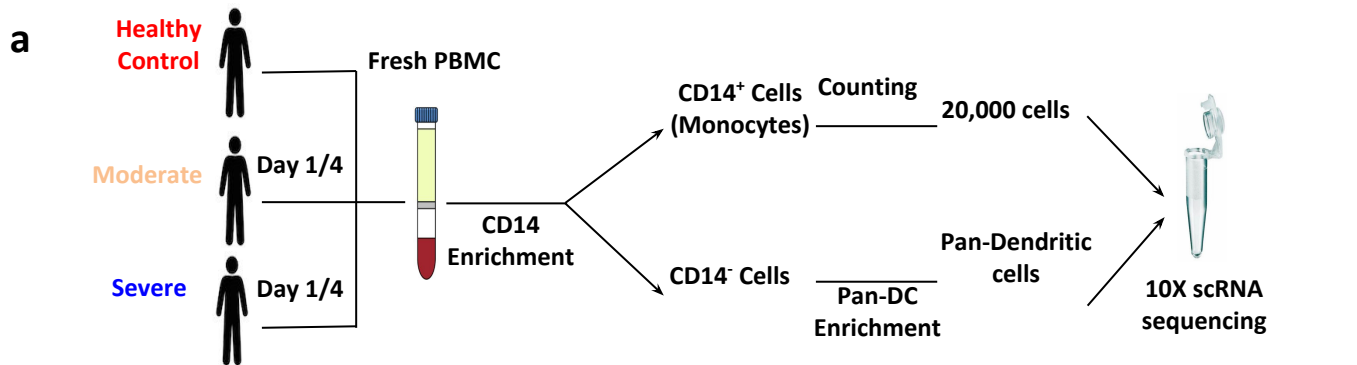 a
Healthy
Control
Fresh PBMC
Moderate
Day 1/4
Severe
Day 1/4
CD14
Enrichment
CD14⁺ Cells
(Monocytes)
Counting
20,000 cells
CD14⁻ Cells
Pan-DC
Enrichment
Pan-Dendritic
cells
10X scRNA
sequencing